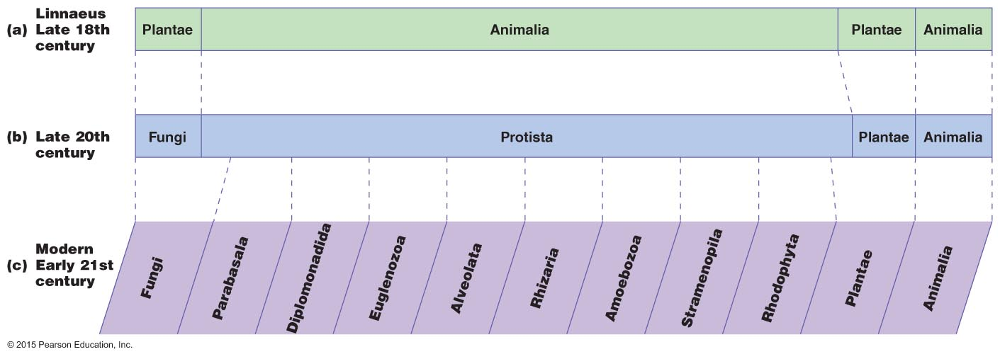 Linnaeus
(a) Late 18th
century
Plantae
Animalia
Plantae
Animalia
(b) Late 20th
century
Fungi
Protista
Plantae
Animalia
Modern
(c) Early 21st
century
Fungi
Parabasala
Diplomonadida
Euglenozoa
Alveolata
Rhizaria
Amoebozoa
Stramenopila
Rhodophyta
Plantae
Animalia
© 2015 Pearson Education, Inc.